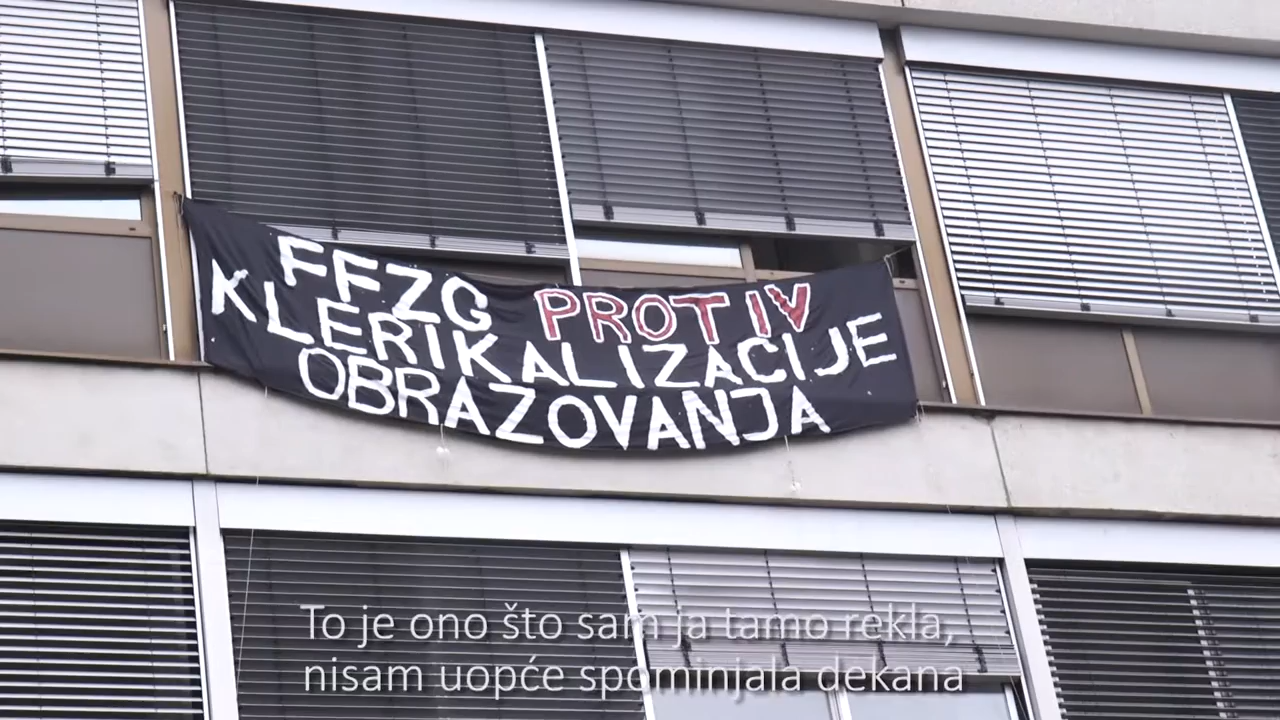 FFZG PROTIV
KLERIKALIZACIJE
OBRAZOVANJA
To je ono što sam ja tamo rekla,
nisam uopće spominjala dekana